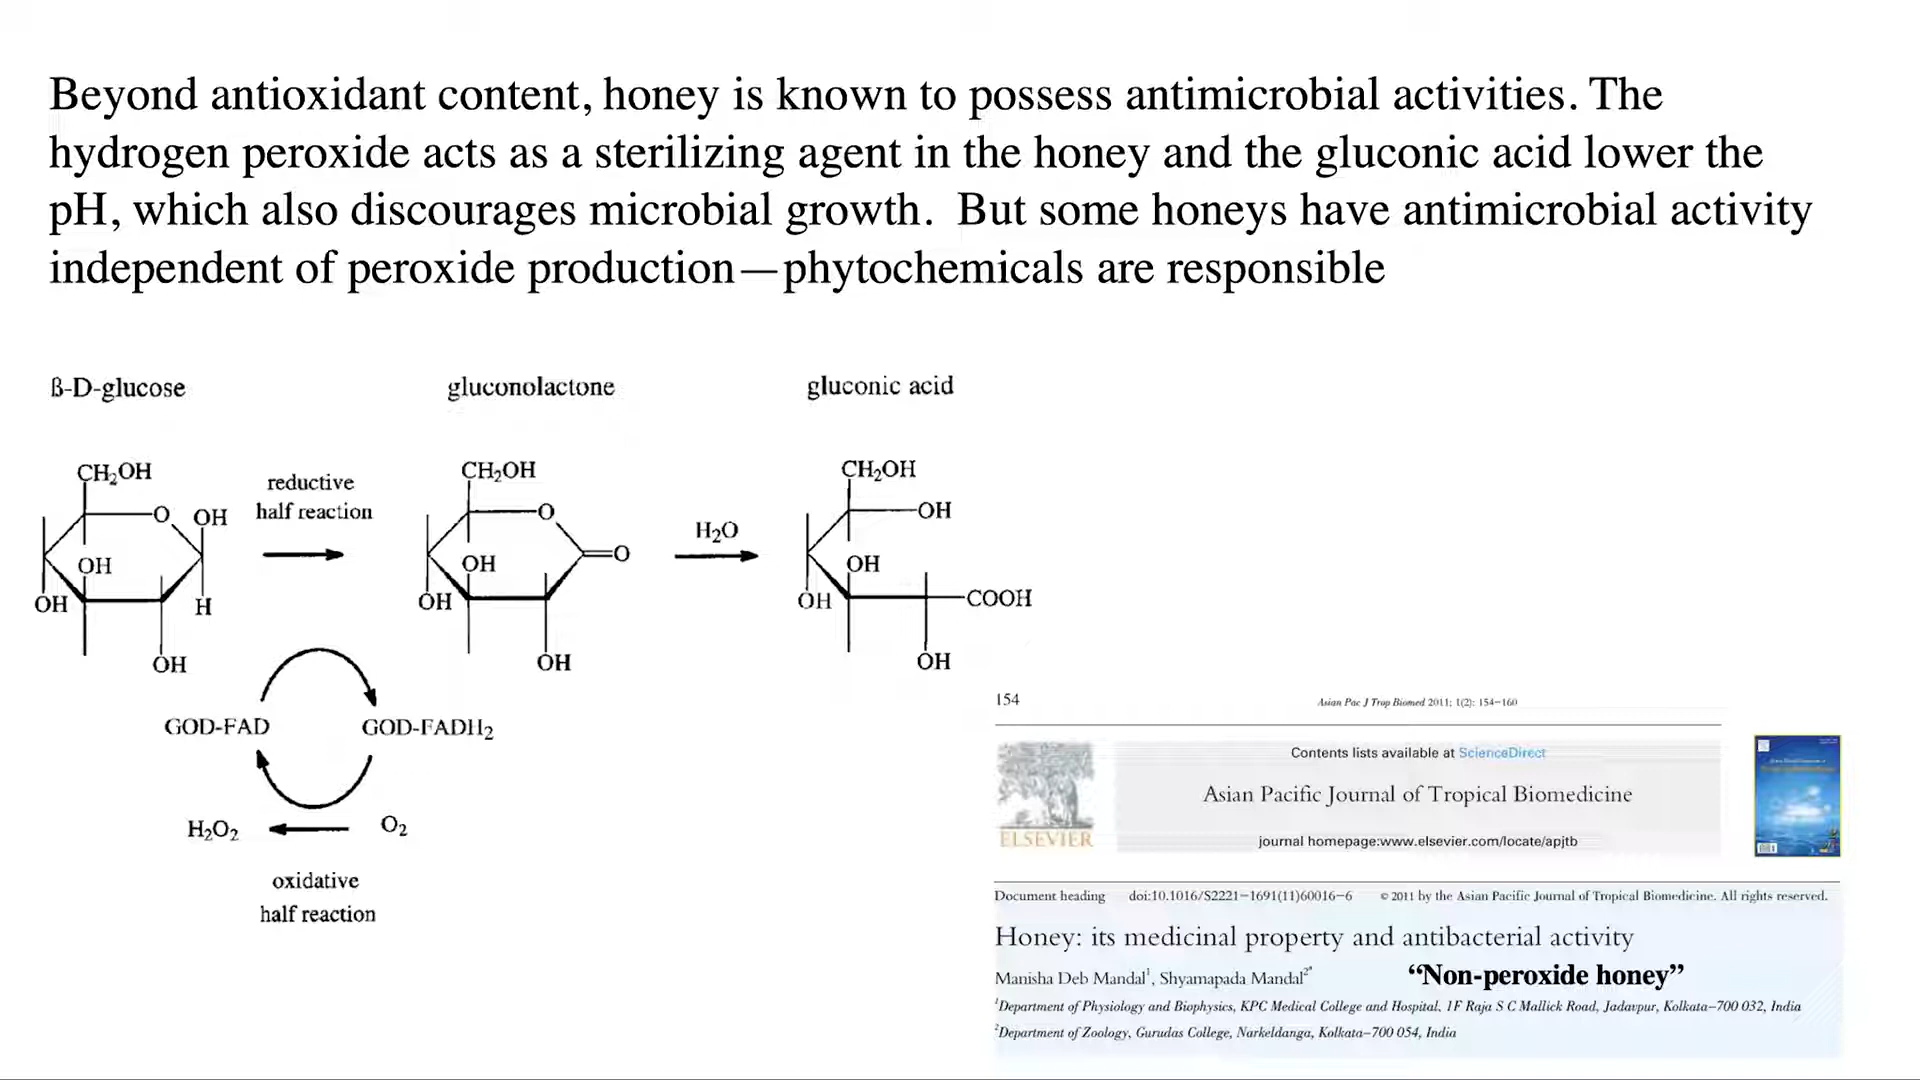 Beyond antioxidant content, honey is known to possess antimicrobial activities. The
hydrogen peroxide acts as a sterilizing agent in the honey and the gluconic acid lower the
pH, which also discourages microbial growth.  But some honeys have antimicrobial activity
independent of peroxide production—phytochemicals are responsible
ß-D-glucose
gluconolactone
gluconic acid
CH₂OH
O
OH
OH
OH
H
OH
reductive
half reaction
CH₂OH
O
O
OH
OH
OH
H₂O
CH₂OH
OH
OH
OH
COOH
OH
GOD-FAD
GOD-FADH₂
H₂O₂
O₂
oxidative
half reaction
154
Asian Pac J Trop Biomed 2011; 1(2): 154-160
Contents lists available at ScienceDirect
Asian Pacific Journal of Tropical Biomedicine
journal homepage:www.elsevier.com/locate/apjtb
ELSEVIER
Document heading doi:10.1016/S2221-1691(11)60016-6 © 2011 by the Asian Pacific Journal of Tropical Biomedicine. All rights reserved.
Honey: its medicinal property and antibacterial activity
Manisha Deb Mandal¹, Shyamapada Mandal²*
“Non-peroxide honey”
¹Department of Physiology and Biophysics, KPC Medical College and Hospital, 1F Raja S C Mallick Road, Jadavpur, Kolkata-700 032, India
²Department of Zoology, Gurudas College, Narkeldanga, Kolkata-700 054, India